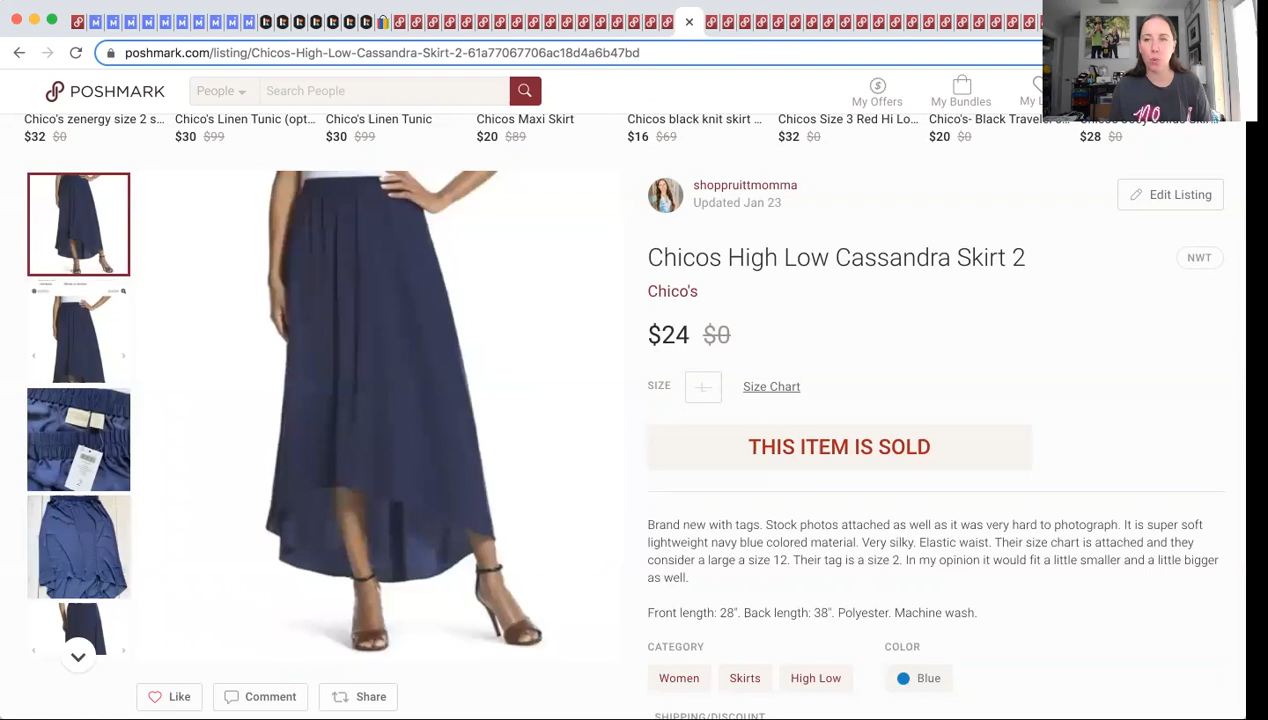 poshmark.com/listing/Chicos-High-Low-Cassandra-Skirt-2-61a77067706ac18d4a6b47bd
POSHMARK
People
Search People
My Offers
My Bundles
Chico's zenergy size 2 s...
Chico's Linen Tunic (opt...
Chico's Linen Tunic
Chicos Maxi Skirt
Chicos black knit skirt ...
Chicos Size 3 Red Hi Lo...
Chico's- Black Travele...
$32 $0
$30 $99
$30 $99
$20 $89
$16 $69
$32 $0
$20 $0
$28 $0
shoppruittmomma
Updated Jan 23
Edit Listing
Chicos High Low Cassandra Skirt 2
NWT
Chico's
$24 $0
SIZE
L
Size Chart
THIS ITEM IS SOLD
Brand new with tags. Stock photos attached as well as it was very hard to photograph. It is super soft
lightweight navy blue colored material. Very silky. Elastic waist. Their size chart is attached and they
consider a large a size 12. Their tag is a size 2. In my opinion it would fit a little smaller and a little bigger
as well.
Front length: 28". Back length: 38". Polyester. Machine wash.
CATEGORY
COLOR
Women
Skirts
High Low
Blue
SHIPPING/DISCOUNT
Like
Comment
Share